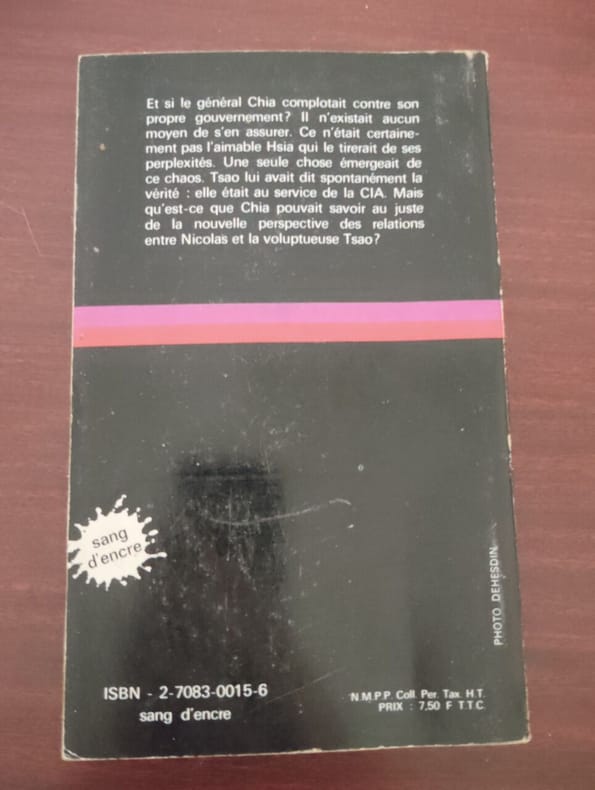 Et si le général Chia complotait contre son
propre gouvernement? Il n'existait aucun
moyen de s'en assurer. Ce n'était certaine-
ment pas l'aimable Hsia qui le tirerait de ses
perplexités. Une seule chose émergeait de
ce chaos. Tsao lui avait dit spontanément la
vérité : elle était au service de la CIA. Mais
qu'est-ce que Chia pouvait savoir au juste
de la nouvelle perspective des relations
entre Nicolas et la voluptueuse Tsao?
sang
d'encre
PHOTO DEHESDIN
ISBN - 2-7083-0015-6
sang d'encre
N.M.P.P. Coll. Per. Tax. H.T.
PRIX : 7,50 F T.T.C.